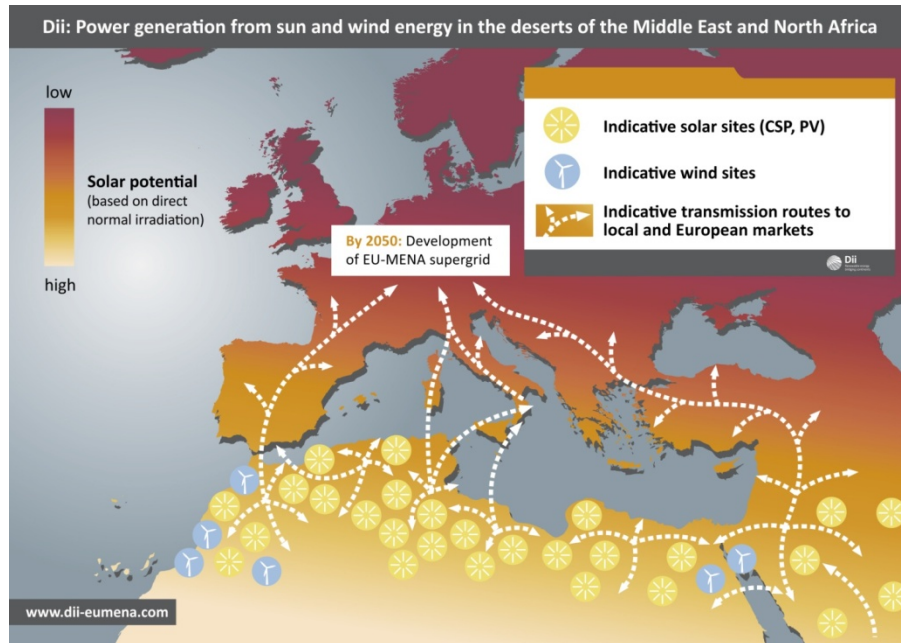 Dii: Power generation from sun and wind energy in the deserts of the Middle East and North Africa
low
Solar potential
(based on direct
normal irradiation)
high
Indicative solar sites (CSP, PV)
Indicative wind sites
Indicative transmission routes to
local and European markets
Dii
By 2050: Development
of EU-MENA supergrid
www.dii-eumena.com